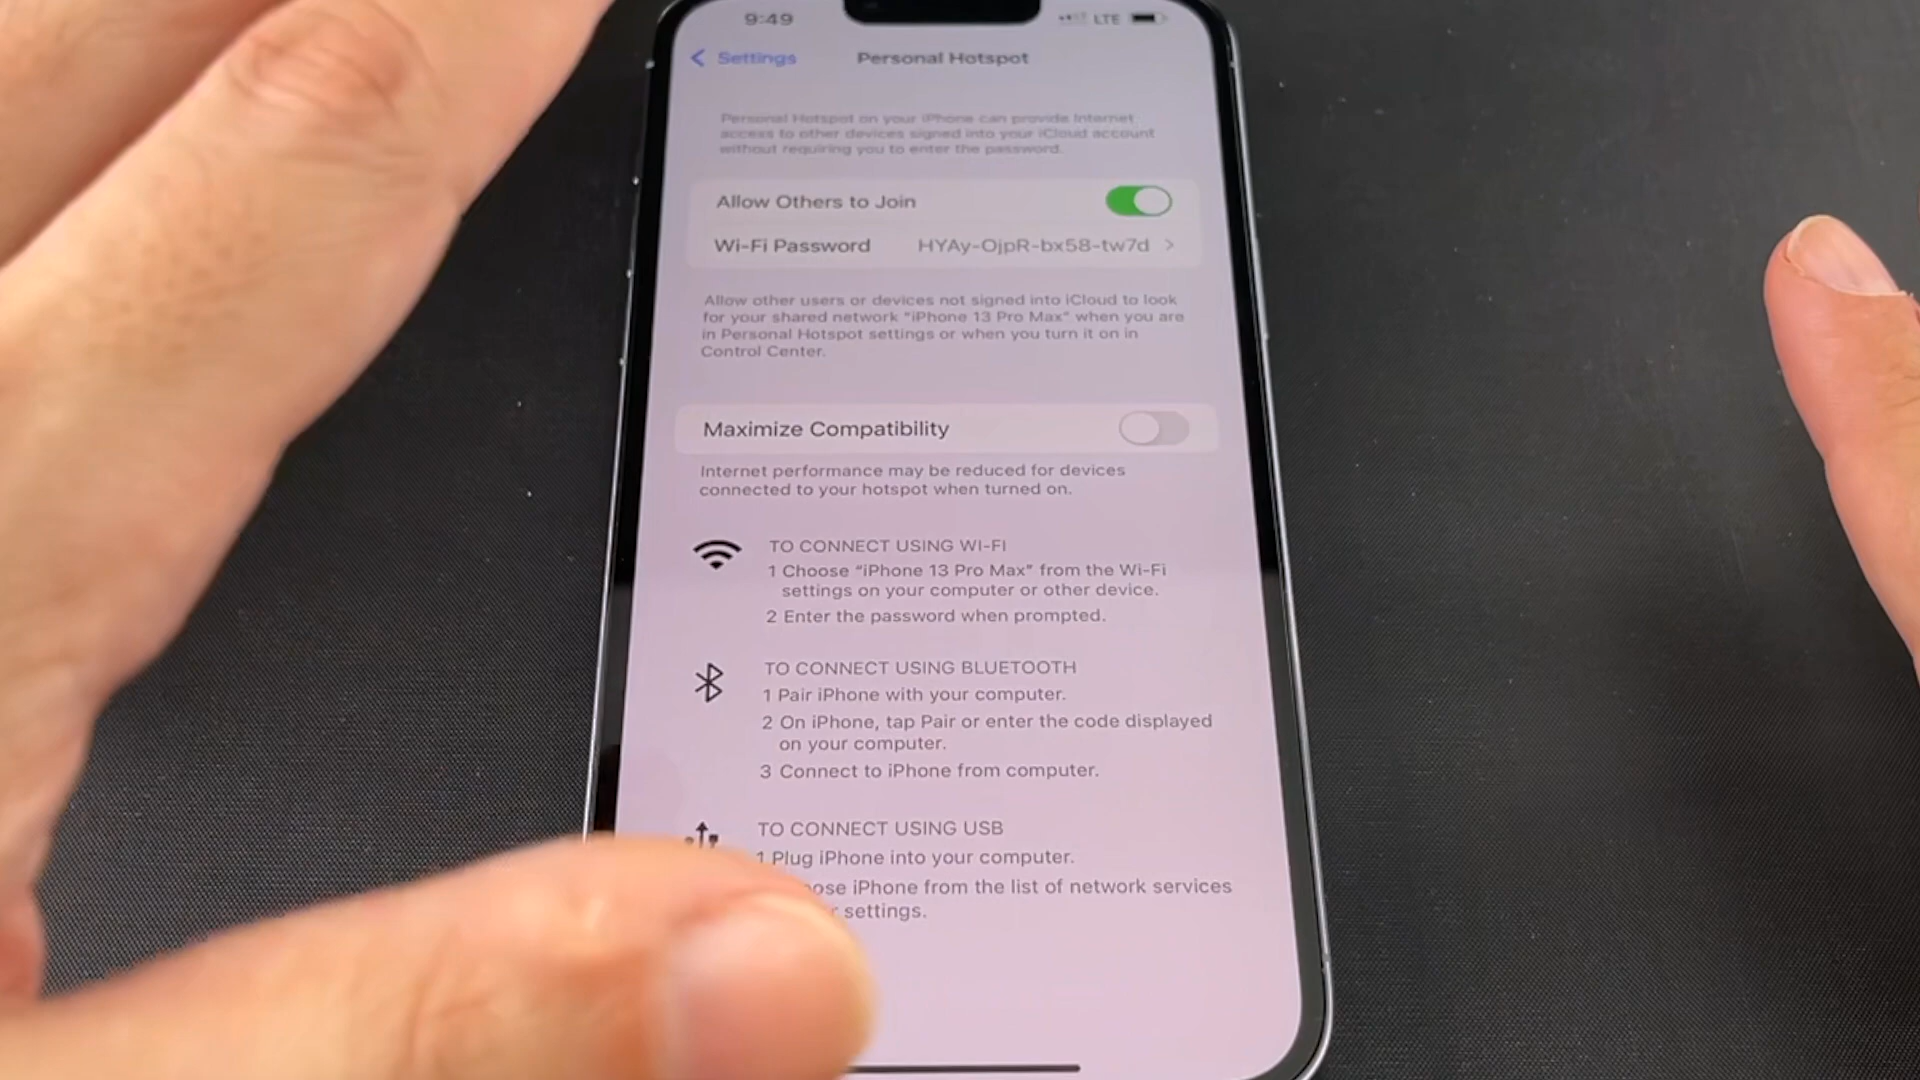 9:49 LTE
Settings Personal Hotspot
Personal Hotspot on your iPhone can provide Internet
access to other devices signed into your iCloud account
without requiring you to enter the password.
Allow Others to Join
Wi-Fi Password HYAy-OjpR-bx58-tw7d
Allow other users or devices not signed into iCloud to look
for your shared network “iPhone 13 Pro Max” when you are
in Personal Hotspot settings or when you turn it on in
Control Center.
Maximize Compatibility
Internet performance may be reduced for devices
connected to your hotspot when turned on.
TO CONNECT USING WI-FI
1 Choose “iPhone 13 Pro Max” from the Wi-Fi
settings on your computer or other device.
2 Enter the password when prompted.
TO CONNECT USING BLUETOOTH
1 Pair iPhone with your computer.
2 On iPhone, tap Pair or enter the code displayed
on your computer.
3 Connect to iPhone from computer.
TO CONNECT USING USB
1 Plug iPhone into your computer.
iPhone from the list of network services
settings.